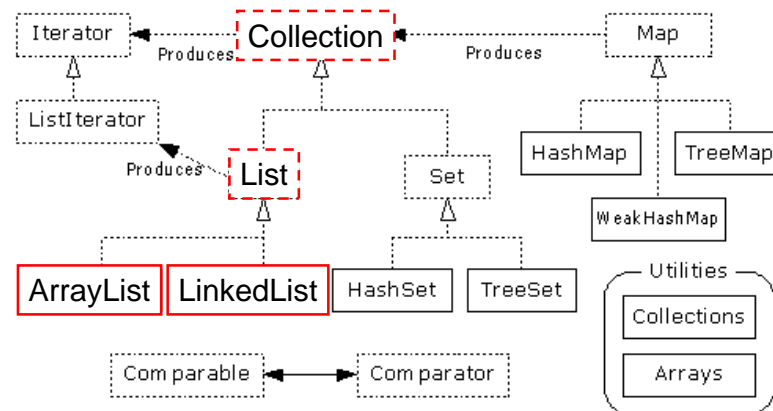 Iterator
Produces
Collection
Produces
Map
ListIterator
Produces
List
Set
HashMap
TreeMap
WeakHashMap
ArrayList
LinkedList
HashSet
TreeSet
Utilities
Collections
Arrays
Comparable
Comparator